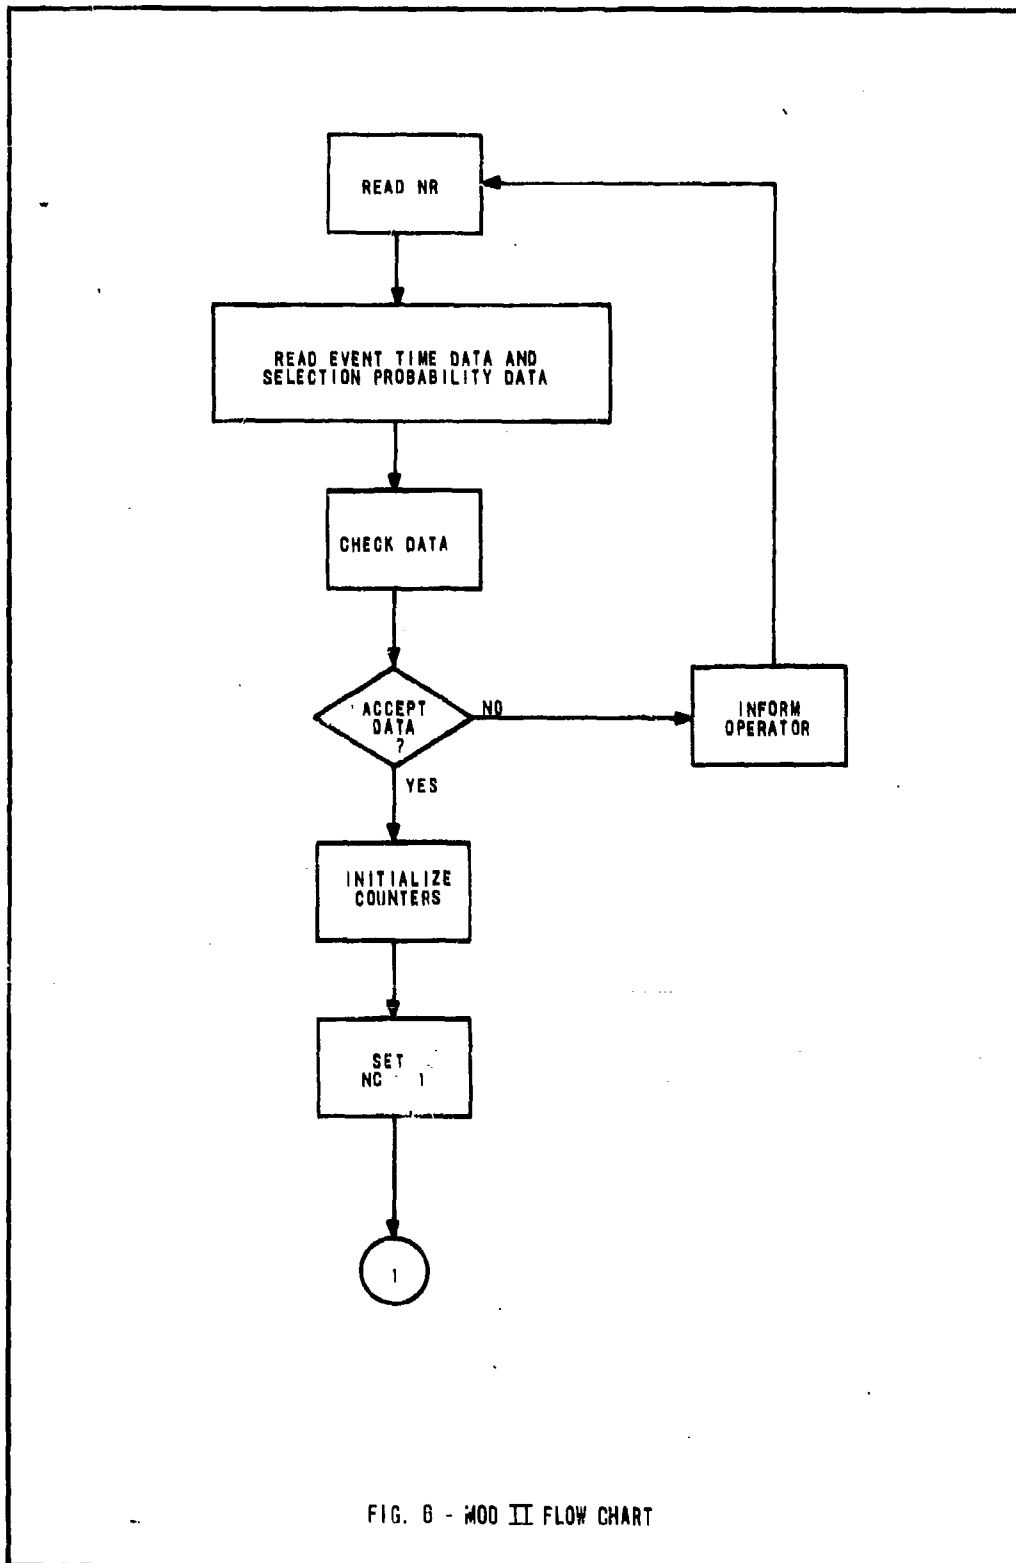 READ NR
READ EVENT TIME DATA AND
SELECTION PROBABILITY DATA
CHECK DATA
ACCEPT
DATA
?
NO
INFORM
OPERATOR
YES
INITIALIZE
COUNTERS
SET
1
1
FIG. 6 - MOD II FLOW CHART